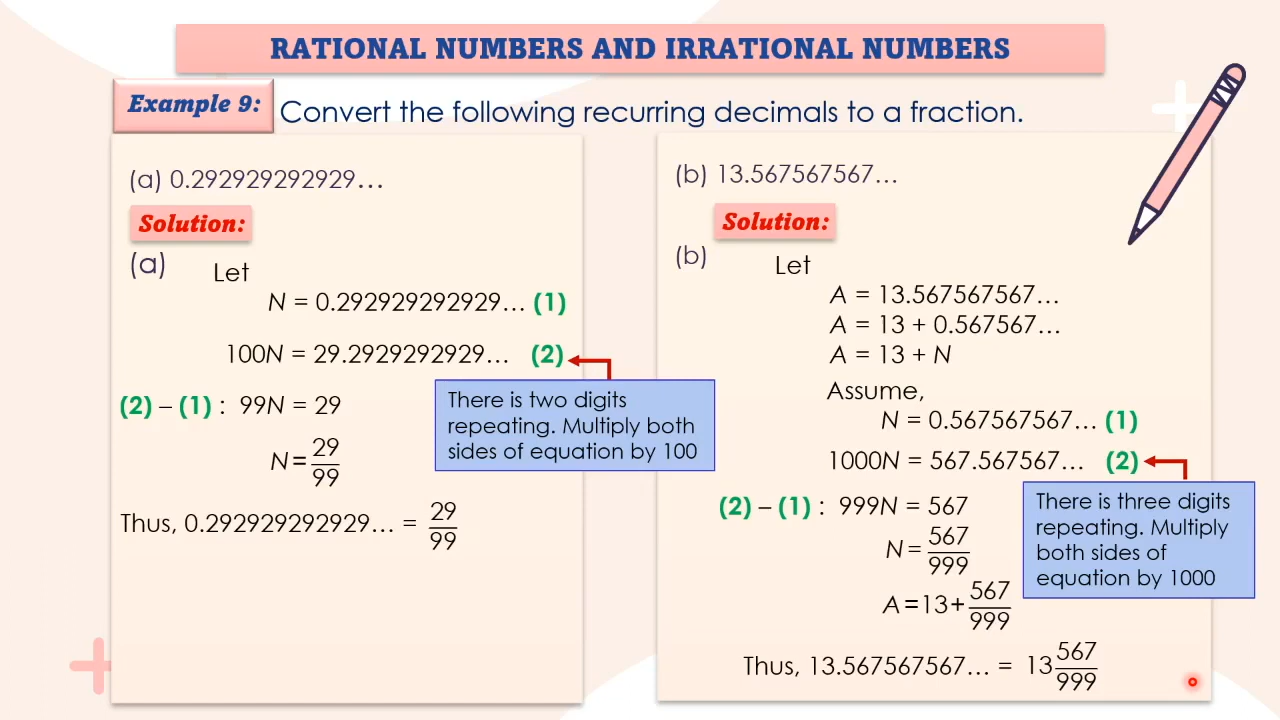 RATIONAL NUMBERS AND IRRATIONAL NUMBERS
Example 9: Convert the following recurring decimals to a fraction.
(a) 0.292929292929...
Solution:
(a) Let
N = 0.292929292929... (1)
100N = 29.2929292929... (2)
There is two digits
repeating. Multiply both
sides of equation by 100
(2) – (1) : 99N = 29
N = 29/99
Thus, 0.292929292929... = 29/99
(b) 13.567567567...
Solution:
(b) Let
A = 13.567567567...
A = 13 + 0.567567...
A = 13 + N
Assume,
N = 0.567567567... (1)
1000N = 567.567567... (2)
There is three digits
repeating. Multiply
both sides of
equation by 1000
(2) – (1) : 999N = 567
N = 567/999
A = 13 + 567/999
Thus, 13.567567567... = 13 567/999